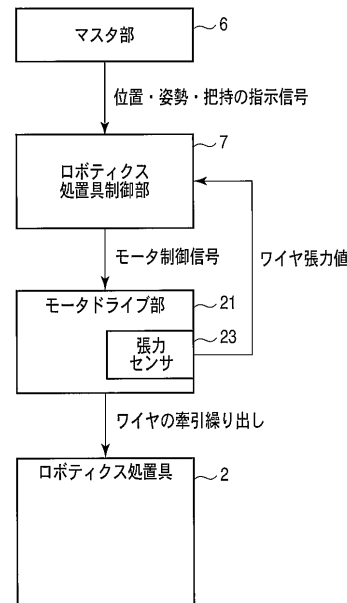 マスタ部
6
位置・姿勢・把持の指示信号
ロボティクス
処置具制御部
7
モータ制御信号
ワイヤ張力値
モータドライブ部
21
張力
センサ
23
ワイヤの牽引繰り出し
ロボティクス処置具
2